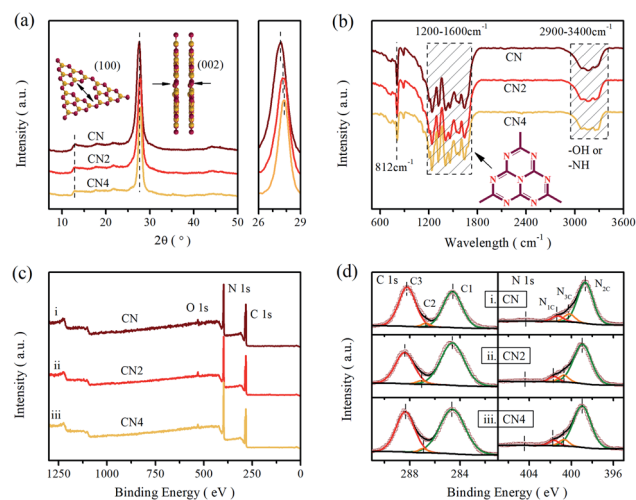 (a)
(100)
(002)
CN
CN2
CN4
Intensity ( a.u. )
10 20 30 40 50 26 29
2θ ( ° )
(b)
1200-1600cm-1
2900-3400cm-1
CN
CN2
CN4
812cm-1
-OH or
-NH
N N
N N N
N N
Intensity ( a.u. )
600 1200 1800 2400 3000 3600
Wavelength ( cm-1 )
(c)
N 1s
O 1s
C 1s
i
CN
ii
CN2
iii
CN4
Intensity ( a.u. )
1250 1000 750 500 250 0
Binding Energy ( eV )
(d)
C 1s
C3
C2
C1
N 1s
N1C
N3C
N2C
i. CN
ii. CN2
iii. CN4
Intensity ( a.u. )
288 284 404 400 396
Binding Energy ( eV )